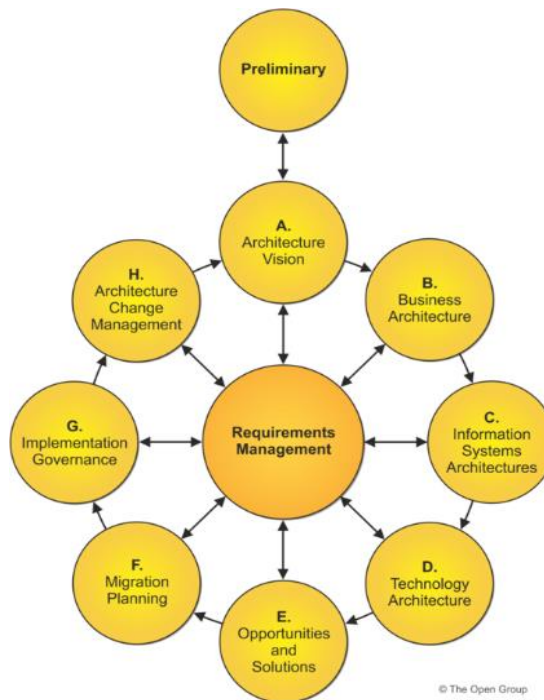 Preliminary
A.
Architecture
Vision
H.
Architecture
Change
Management
B.
Business
Architecture
G.
Implementation
Governance
Requirements
Management
C.
Information
Systems
Architectures
F.
Migration
Planning
D.
Technology
Architecture
E.
Opportunities
and
Solutions
© The Open Group